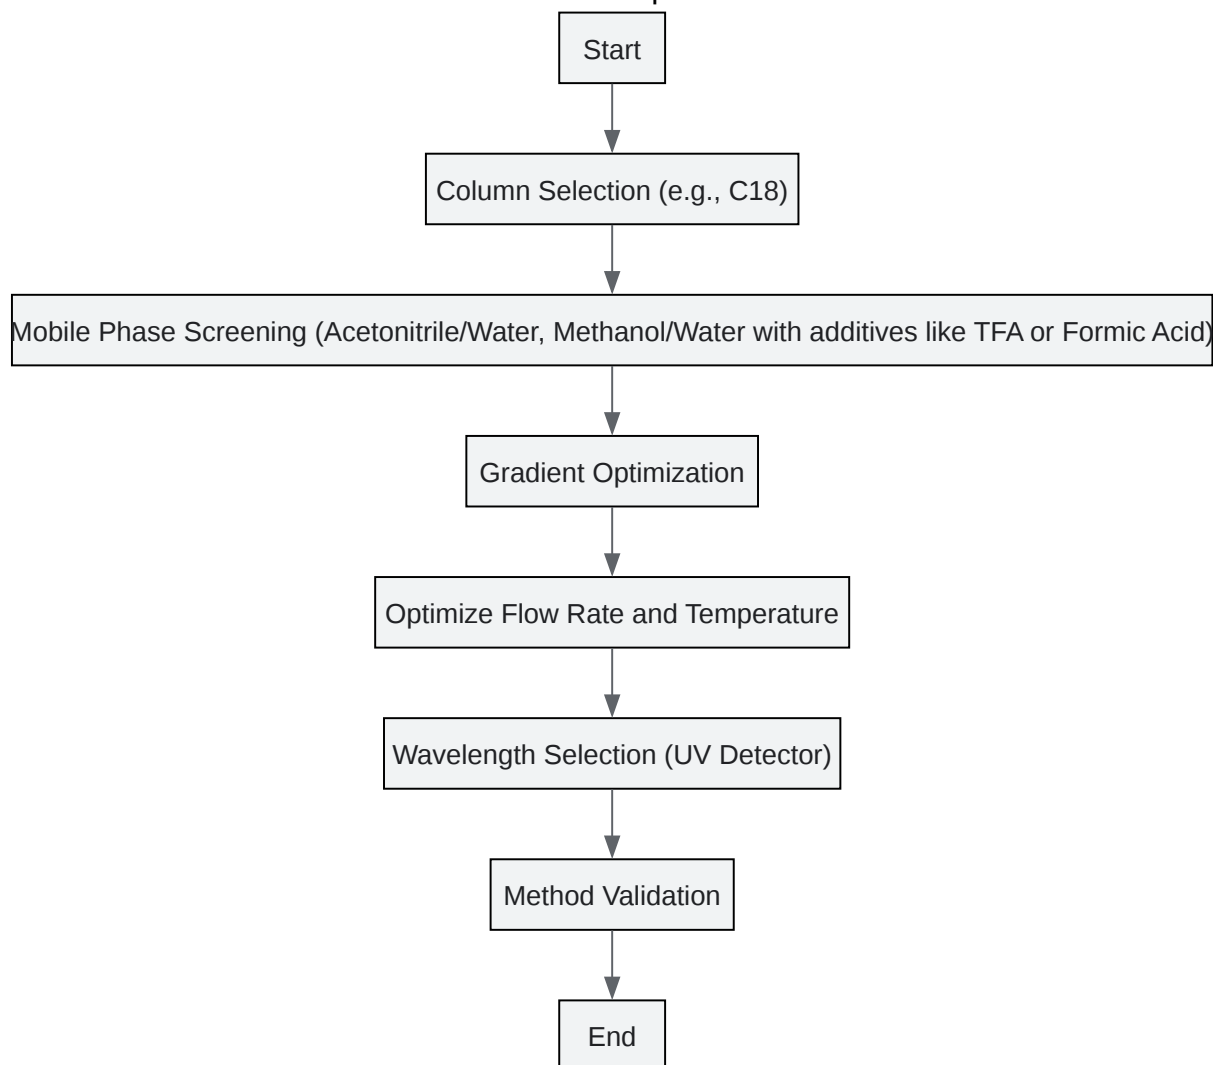 Start
Column Selection (e.g., C18)
Mobile Phase Screening (Acetonitrile/Water, Methanol/Water with additives like TFA or Formic Acid)
Gradient Optimization
Optimize Flow Rate and Temperature
Wavelength Selection (UV Detector)
Method Validation
End